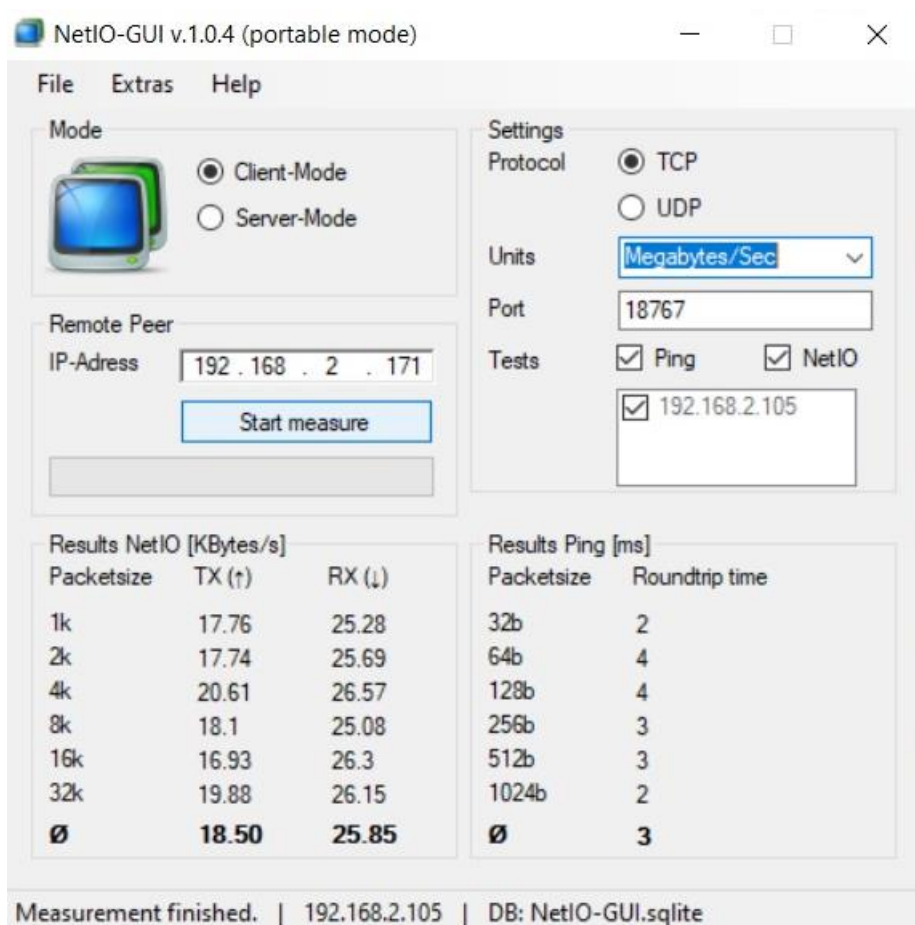 NetIO-GUI v.1.0.4 (portable mode)
File Extras Help
Mode
Client-Mode
Server-Mode
Remote Peer
IP-Adress 192 . 168 . 2 . 171
Start measure
Settings
Protocol TCP
UDP
Units Megabytes/Sec
Port 18767
Tests Ping NetIO
192.168.2.105
Results NetIO [KBytes/s]
Packetsize TX (↑) RX (↓)
1k 17.76 25.28
2k 17.74 25.69
4k 20.61 26.57
8k 18.1 25.08
16k 16.93 26.3
32k 19.88 26.15
Ø 18.50 25.85
Results Ping [ms]
Packetsize Roundtrip time
32b 2
64b 4
128b 4
256b 3
512b 3
1024b 2
Ø 3
Measurement finished. | 192.168.2.105 | DB: NetIO-GUI.sqlite